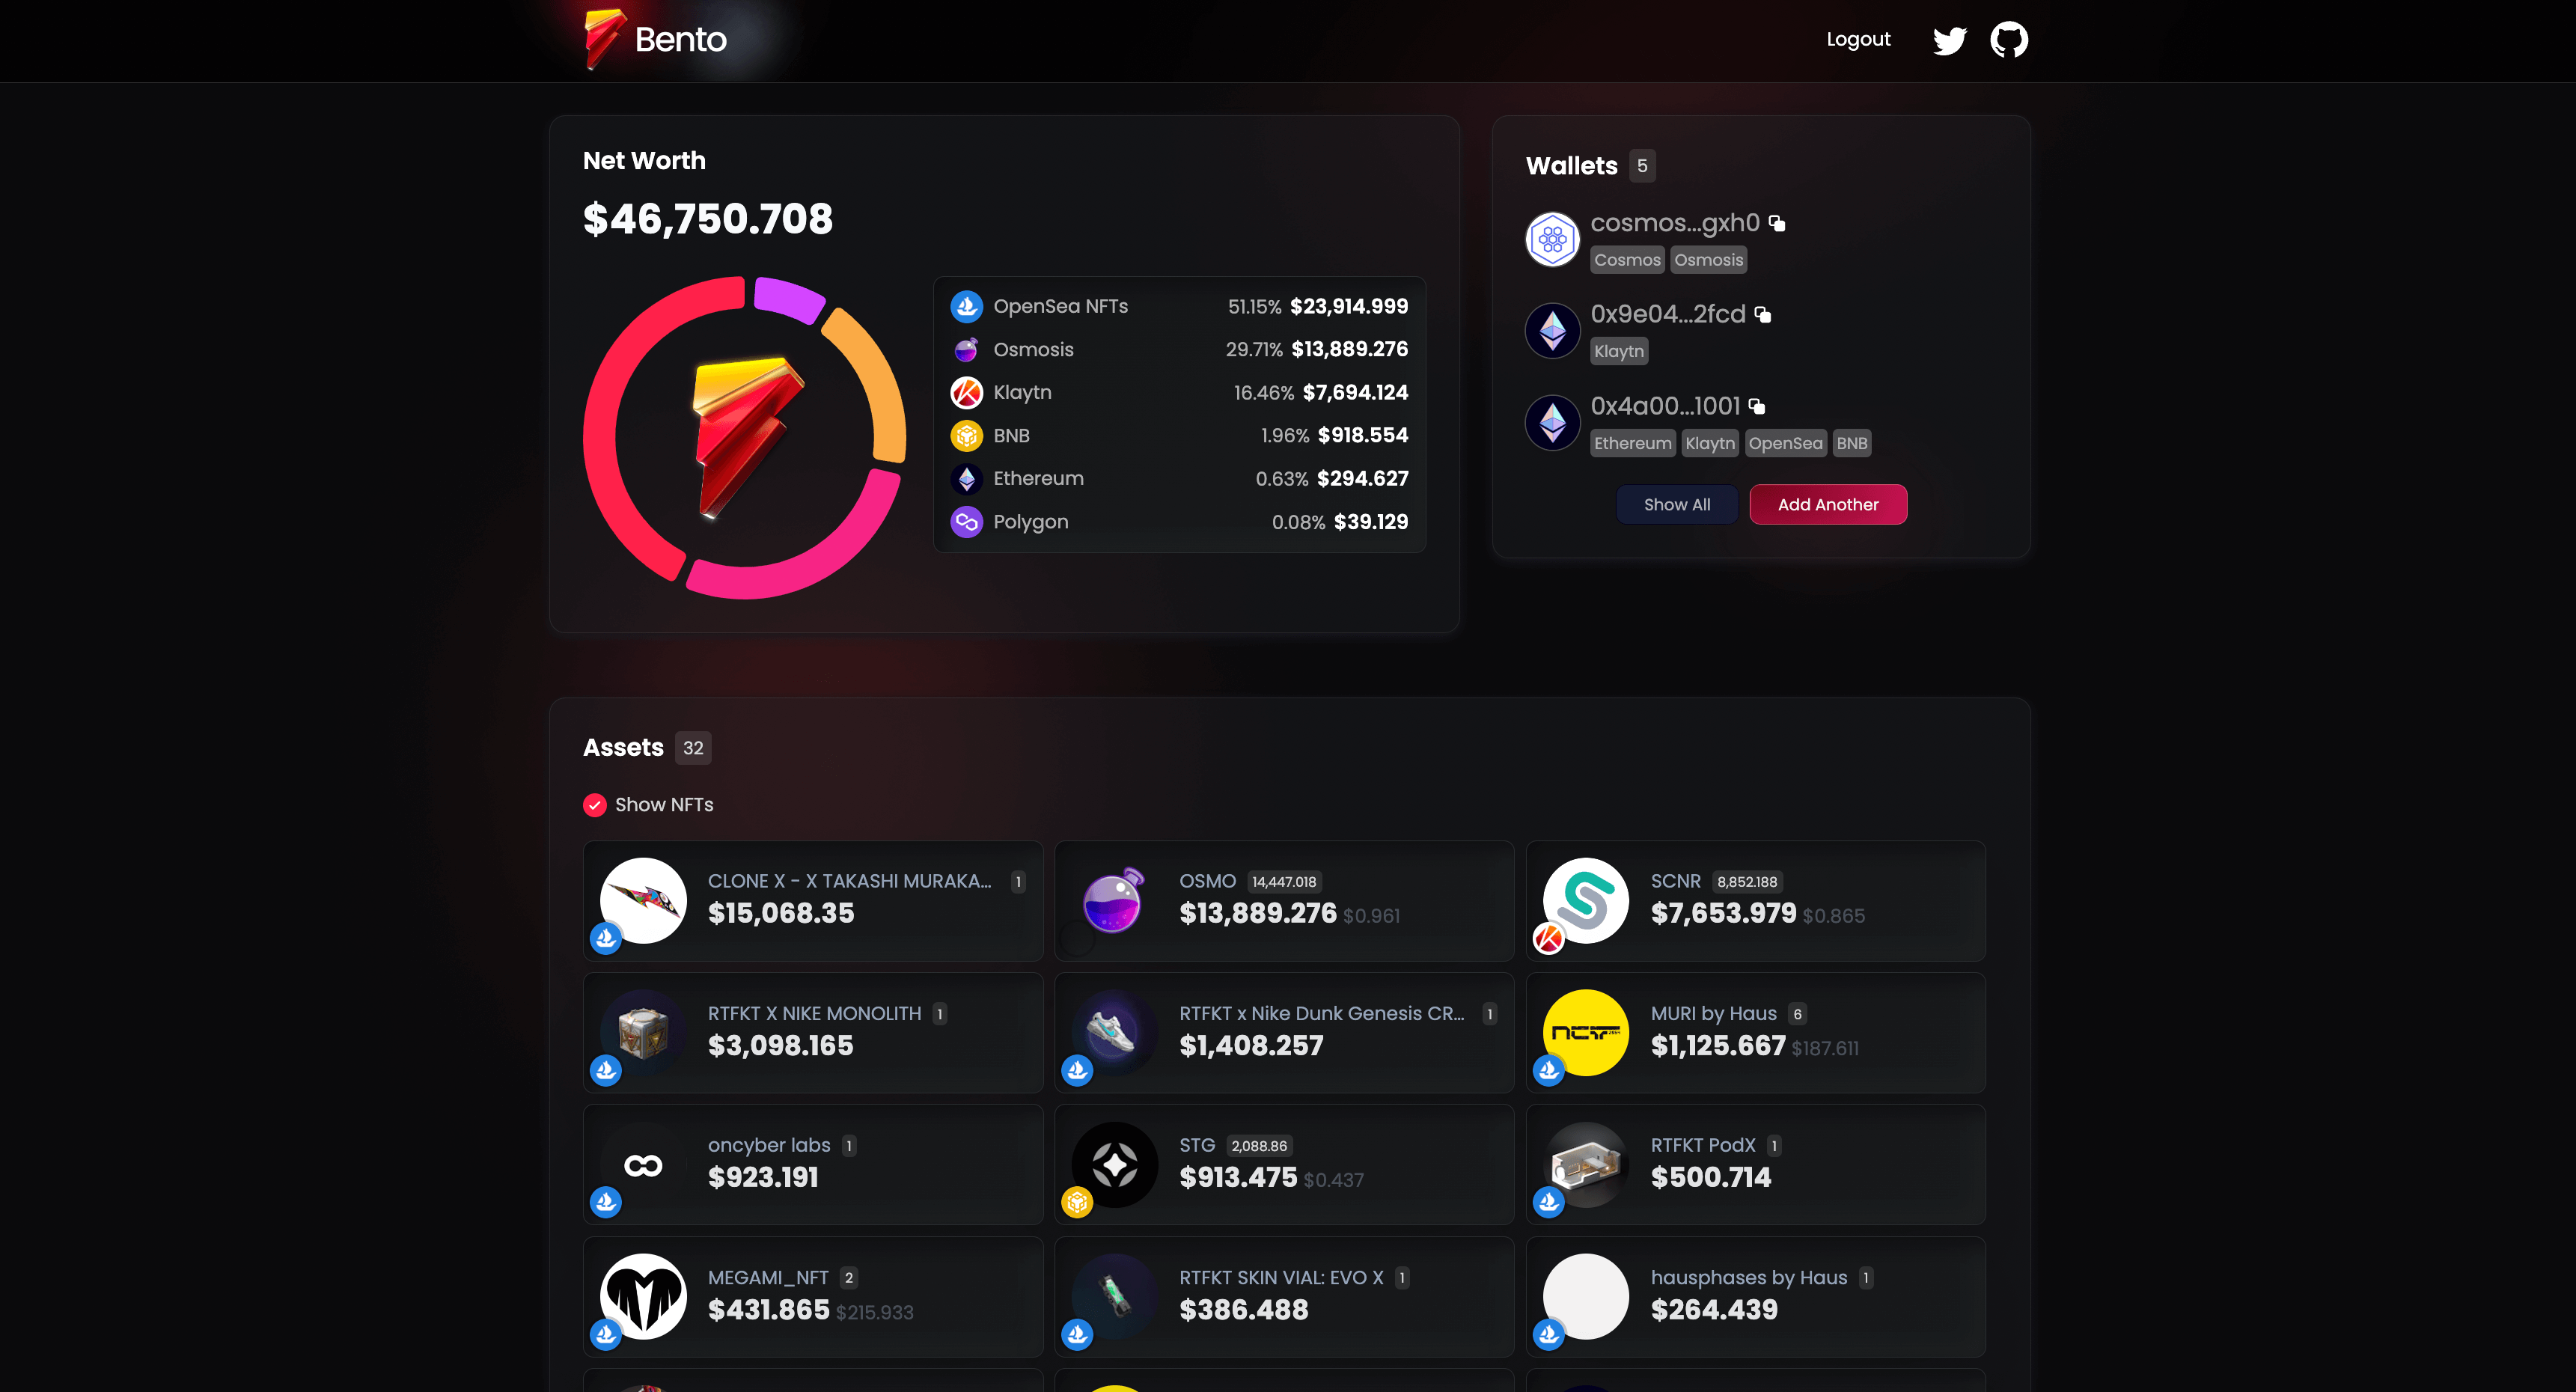 Bento
Logout
Net Worth
$46,750.708
OpenSea NFTs 51.15% $23,914.999
Osmosis 29.71% $13,889.276
Klaytn 16.46% $7,694.124
BNB 1.96% $918.554
Ethereum 0.63% $294.627
Polygon 0.08% $39.129
Wallets 5
cosmos...gxh0
Cosmos Osmosis
0x9e04...2fcd
Klaytn
0x4a00...1001
Ethereum Klaytn OpenSea BNB
Show All Add Another
Assets 32
Show NFTs
CLONE X - X TAKASHI MURAKA... 1
$15,068.35
OSMO 14,447.018
$13,889.276 $0.961
SCNR 8,852.188
$7,653.979 $0.865
RTFKT X NIKE MONOLITH 1
$3,098.165
RTFKT x Nike Dunk Genesis CR... 1
$1,408.257
NCY
MURI by Haus 6
$1,125.667 $187.611
oncyber labs 1
$923.191
STG 2,088.86
$913.475 $0.437
RTFKT PodX 1
$500.714
MEGAMI_NFT 2
$431.865 $215.933
RTFKT SKIN VIAL: EVO X 1
$386.488
hausphases by Haus 1
$264.439